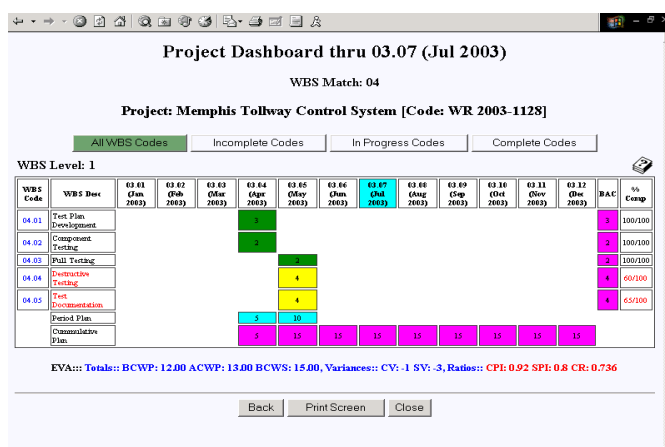 Project Dashboard thru 03.07 (Jul 2003)
WBS Match: 04
Project: Memphis Tollway Control System [Code: WR 2003-1128]
All WBS Codes Incomplete Codes In Progress Codes Complete Codes
WBS Level: 1
WBS Code WBS Desc 03.01 (Jan 2003) 03.02 (Feb 2003) 03.03 (Mar 2003) 03.04 (Apr 2003) 03.05 (May 2003) 03.06 (Jun 2003) 03.07 (Jul 2003) 03.08 (Aug 2003) 03.09 (Sep 2003) 03.10 (Oct 2003) 03.11 (Nov 2003) 03.12 (Dec 2003) BAC % Comp
04.01 Test Plan Development 3 3 100/100
04.02 Component Testing 2 2 100/100
04.03 Full Testing 2 2 100/100
04.04 Destructive Testing 4 4 60/100
04.05 Test Documentation 4 4 65/100
Period Plan 5 10
Cummulative Plan 5 15 15 15 15 15 15 15 15
EVA::: Totals:: BCWP: 12.00 ACWP: 13.00 BCWS: 15.00, Variances:: CV: -1 SV: -3, Ratios:: CPI: 0.92 SPI: 0.8 CR: 0.736
Back Print Screen Close